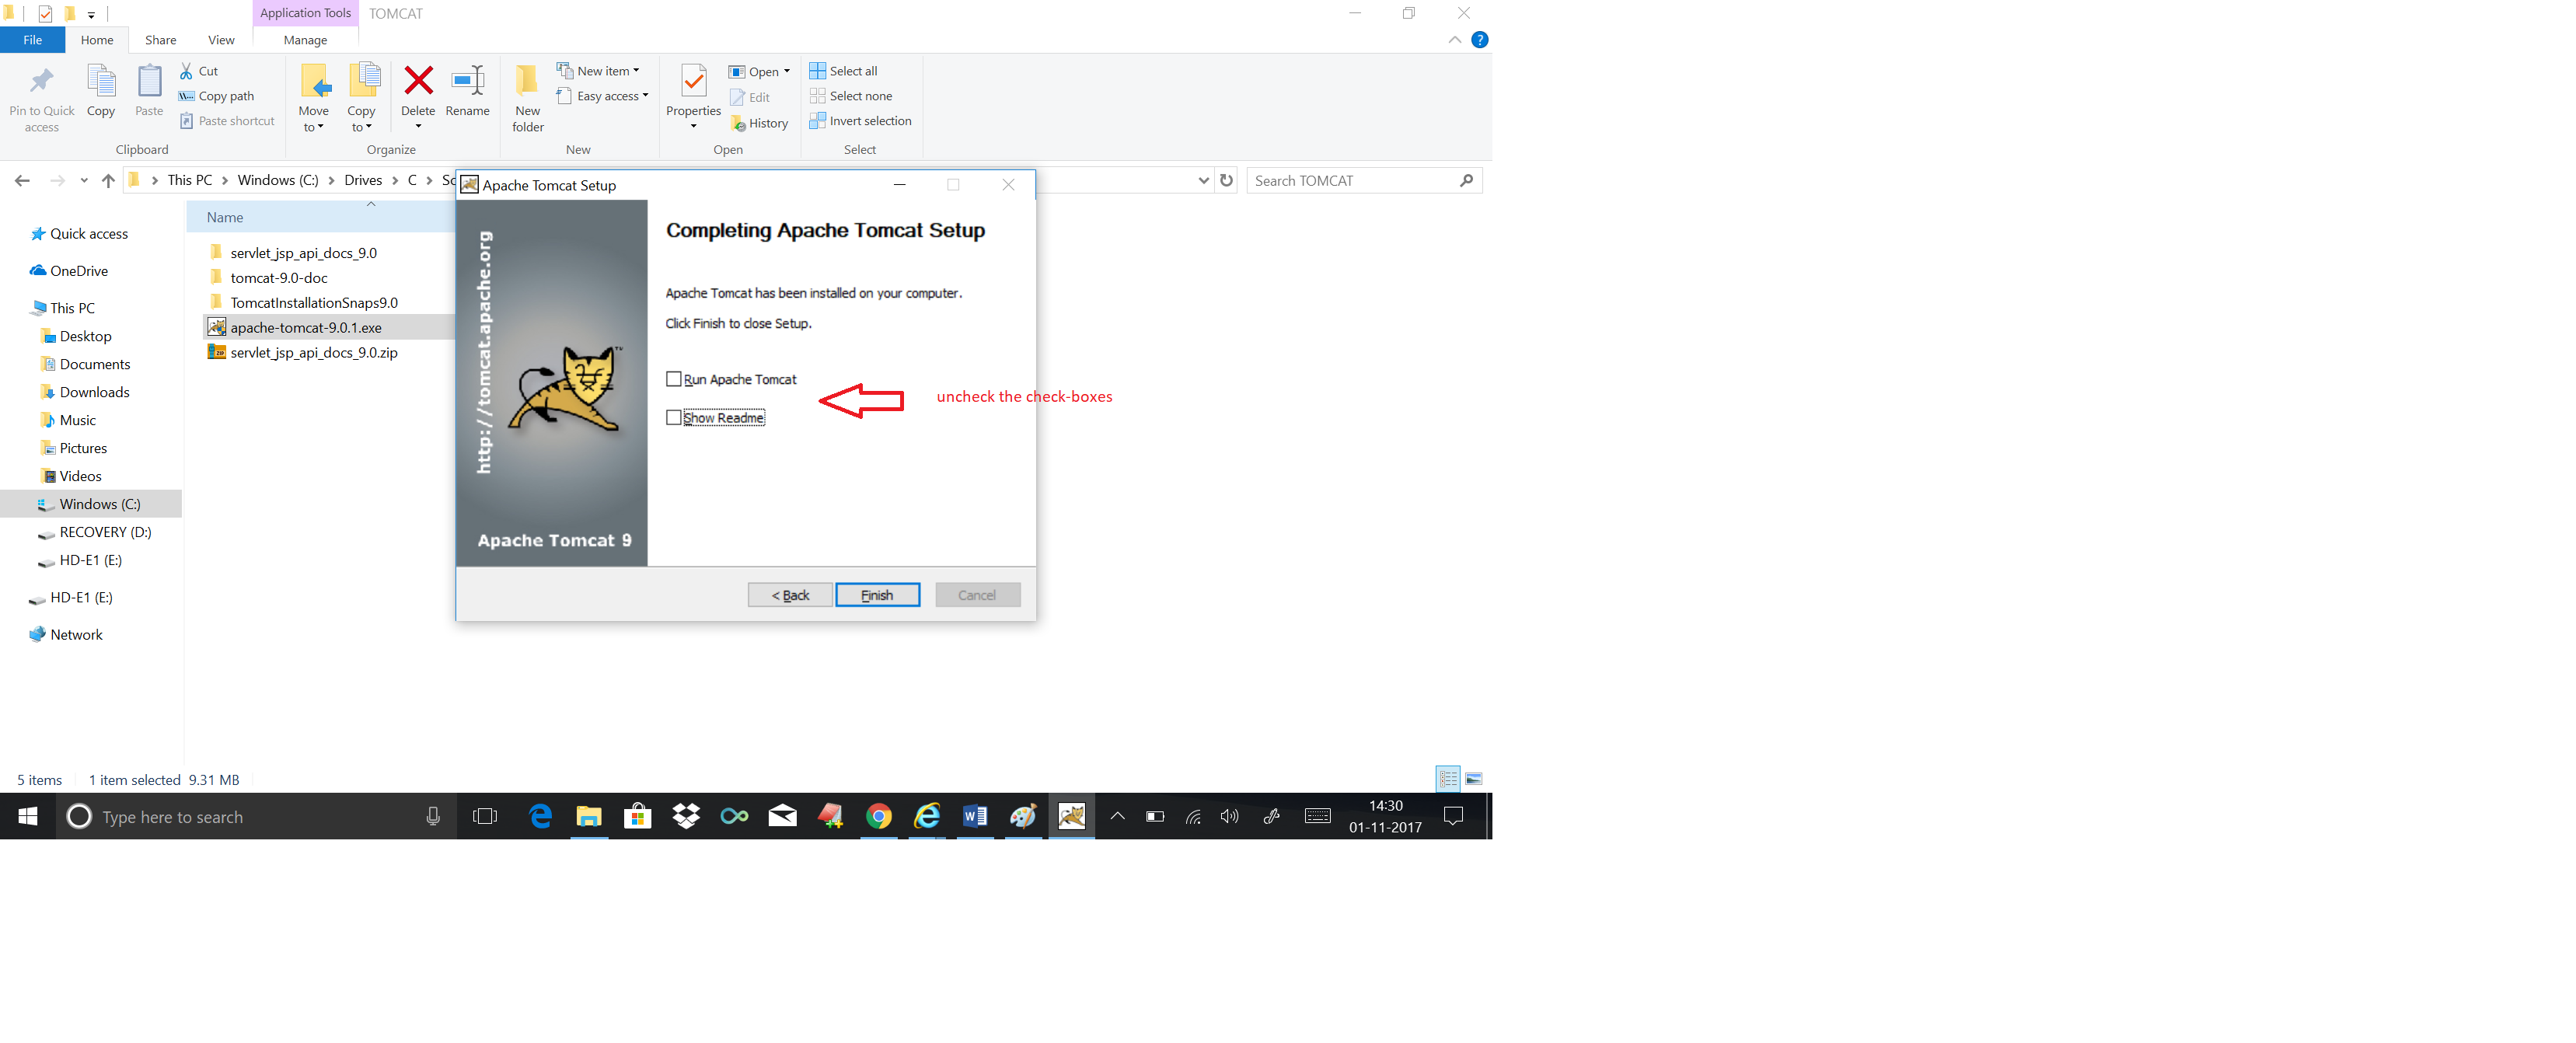 Application Tools TOMCAT
File Home Share View Manage
Pin to Quick access
Copy
Paste
Cut
Copy path
Paste shortcut
Clipboard
Move to
Copy to
Delete
Rename
Organize
New folder
New item
Easy access
New
Properties
Open
Edit
History
Open
Select all
Select none
Invert selection
Select
This PC > Windows (C:) > Drives > C > Sc
Search TOMCAT
Quick access
OneDrive
This PC
Desktop
Documents
Downloads
Music
Pictures
Videos
Windows (C:)
RECOVERY (D:)
HD-E1 (E:)
HD-E1 (E:)
Network
Name
servlet_jsp_api_docs_9.0
tomcat-9.0-doc
TomcatInstallationSnaps9.0
apache-tomcat-9.0.1.exe
servlet_jsp_api_docs_9.0.zip
Apache Tomcat Setup
http://tomcat.apache.org
TM
Apache Tomcat 9
Completing Apache Tomcat Setup
Apache Tomcat has been installed on your computer.
Click Finish to close Setup.
Run Apache Tomcat
Show Readme
uncheck the check-boxes
< Back Finish Cancel
5 items 1 item selected 9.31 MB
Type here to search
14:30
01-11-2017